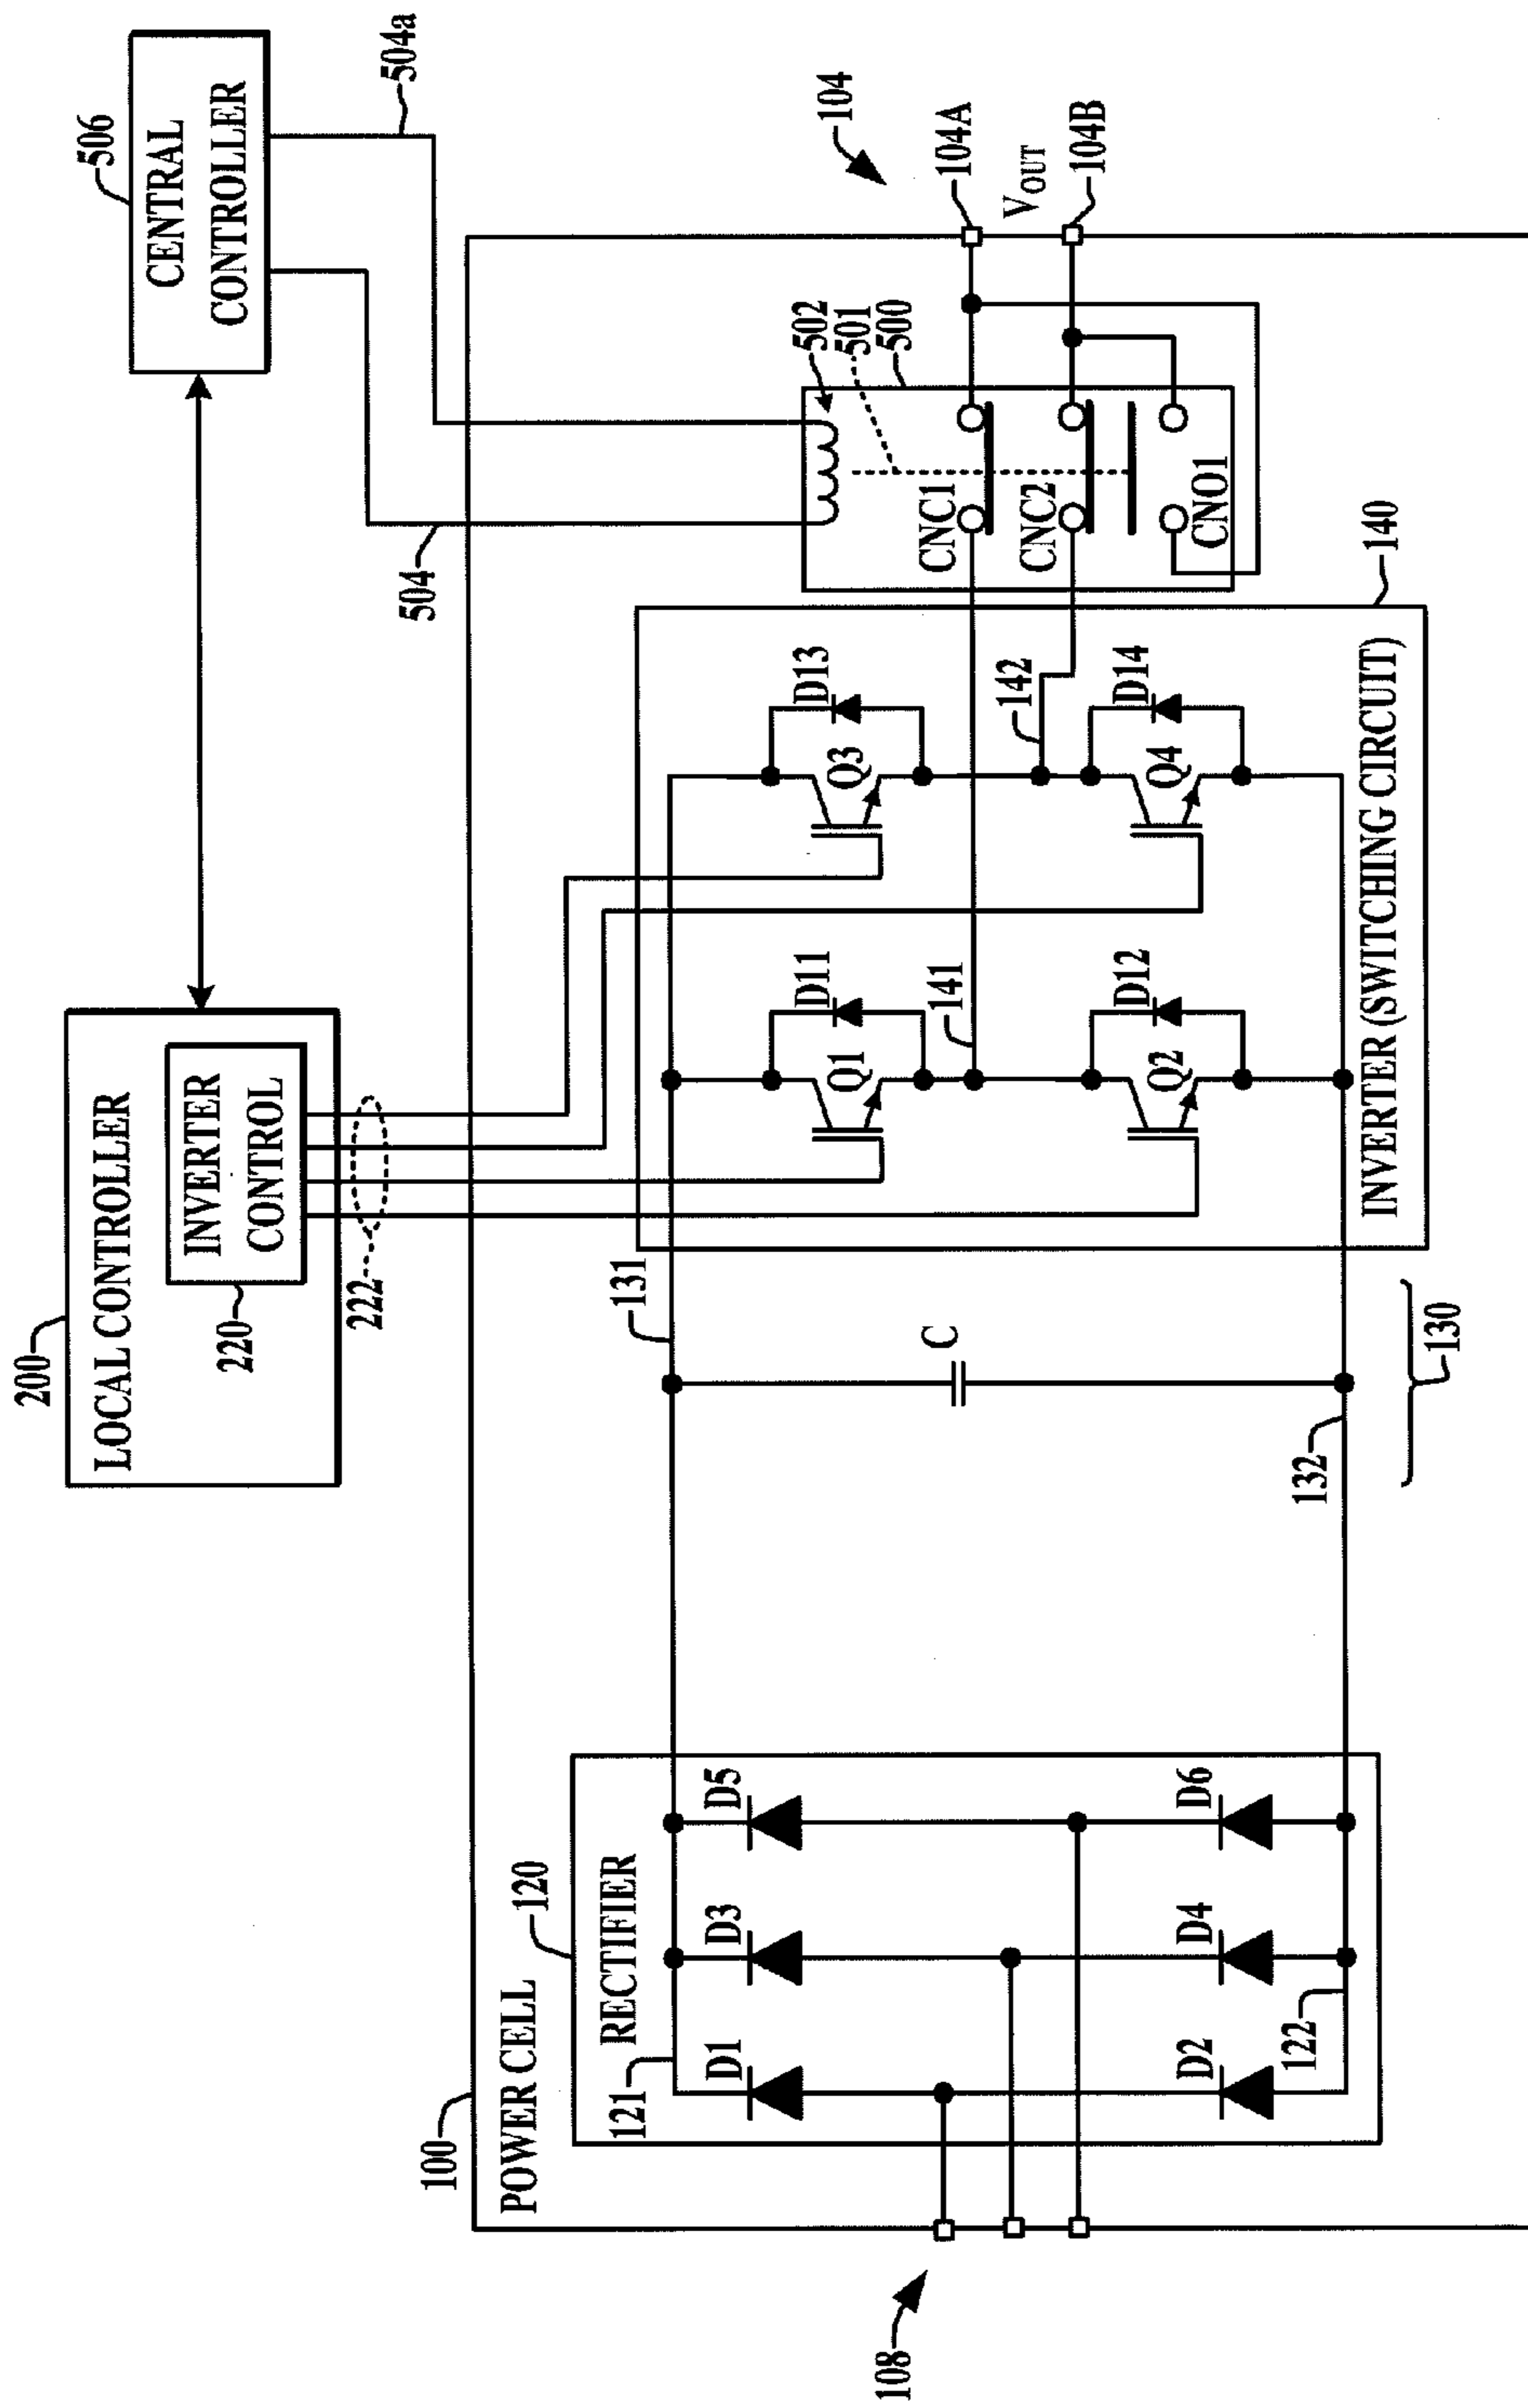 200
LOCAL CONTROLLER
INVERTER
CONTROL
220
222
506
CENTRAL
CONTROLLER
504a
504
100
POWER CELL
120
RECTIFIER
121
D1
D3
D5
D2
D4
D6
122
108
131
C
132
130
Q1
D11
Q2
D12
141
Q3
D13
Q4
D14
142
INVERTER (SWITCHING CIRCUIT)
140
502
501
500
CNC1
CNC2
CNO1
104
104A
VOUT
104B